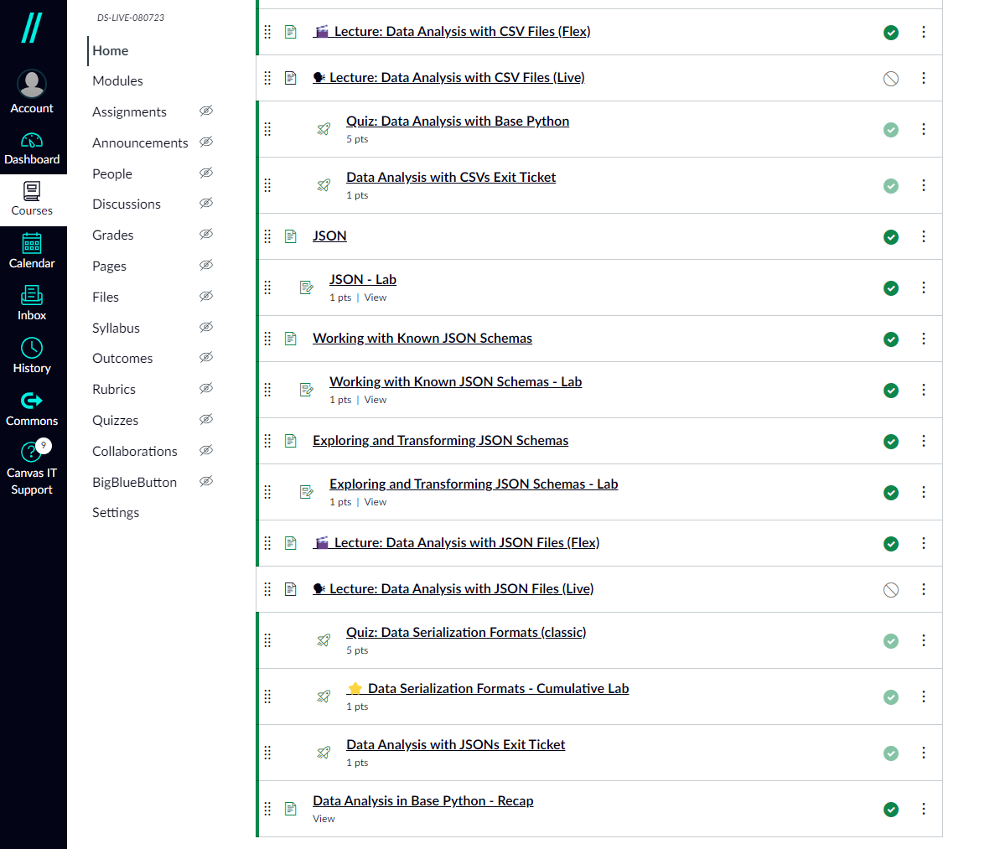 Account
Dashboard
Courses
Calendar
Inbox
History
Commons
9
Canvas IT
Support
DS-LIVE-080723
Home
Modules
Assignments
Announcements
People
Discussions
Grades
Pages
Files
Syllabus
Outcomes
Rubrics
Quizzes
Collaborations
BigBlueButton
Settings
Lecture: Data Analysis with CSV Files (Flex)
Lecture: Data Analysis with CSV Files (Live)
Quiz: Data Analysis with Base Python
5 pts
Data Analysis with CSVs Exit Ticket
1 pts
JSON
JSON - Lab
1 pts | View
Working with Known JSON Schemas
Working with Known JSON Schemas - Lab
1 pts | View
Exploring and Transforming JSON Schemas
Exploring and Transforming JSON Schemas - Lab
1 pts | View
Lecture: Data Analysis with JSON Files (Flex)
Lecture: Data Analysis with JSON Files (Live)
Quiz: Data Serialization Formats (classic)
5 pts
Data Serialization Formats - Cumulative Lab
1 pts
Data Analysis with JSONs Exit Ticket
1 pts
Data Analysis in Base Python - Recap
View